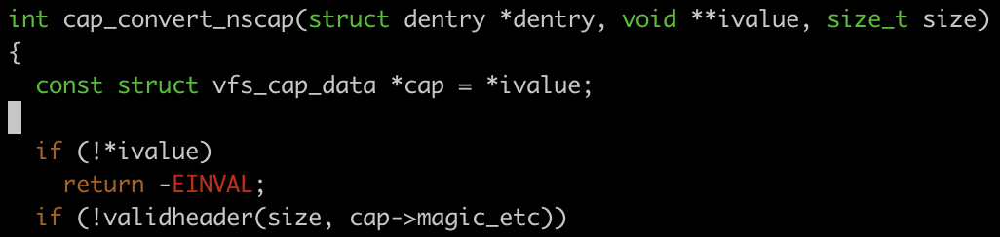 int cap_convert_nscap(struct dentry *dentry, void **ivalue, size_t size)
{
  const struct vfs_cap_data *cap = *ivalue;

  if (!*ivalue)
    return -EINVAL;
  if (!validheader(size, cap->magic_etc))